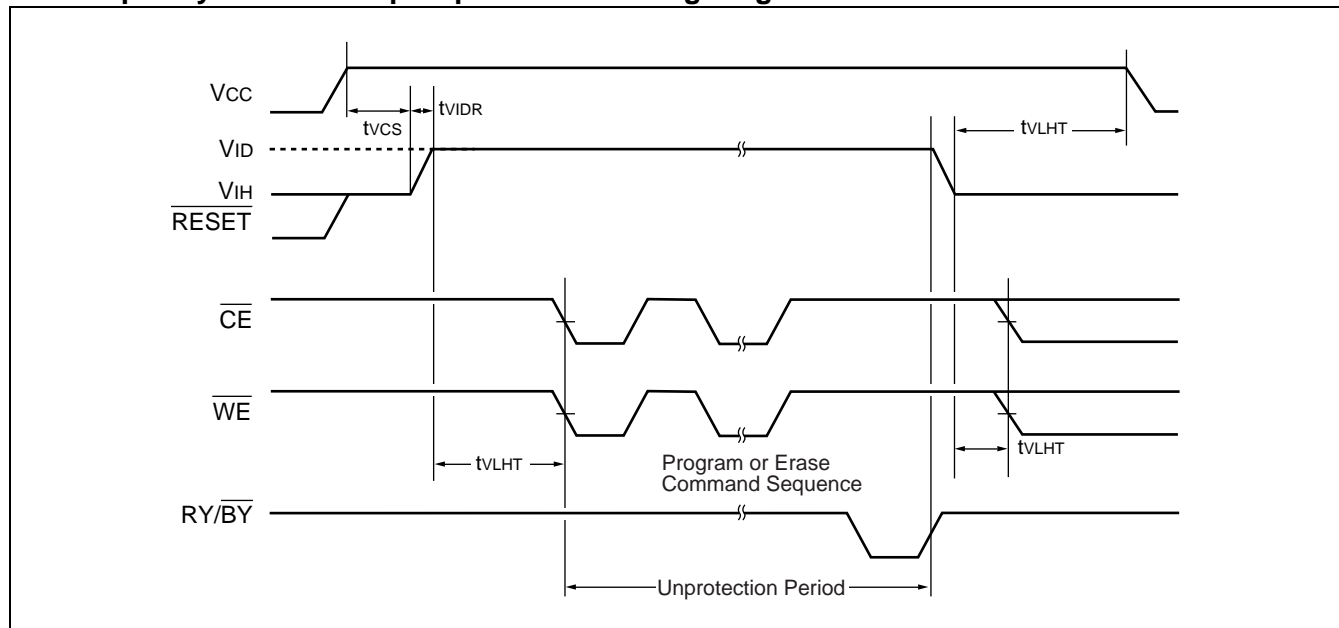 VCC
tVIDR
tVCS
tVLHT
VID
VIH
RESET
CE
WE
tVLHT
tVLHT
Program or Erase
Command Sequence
RY/BY
Unprotection Period